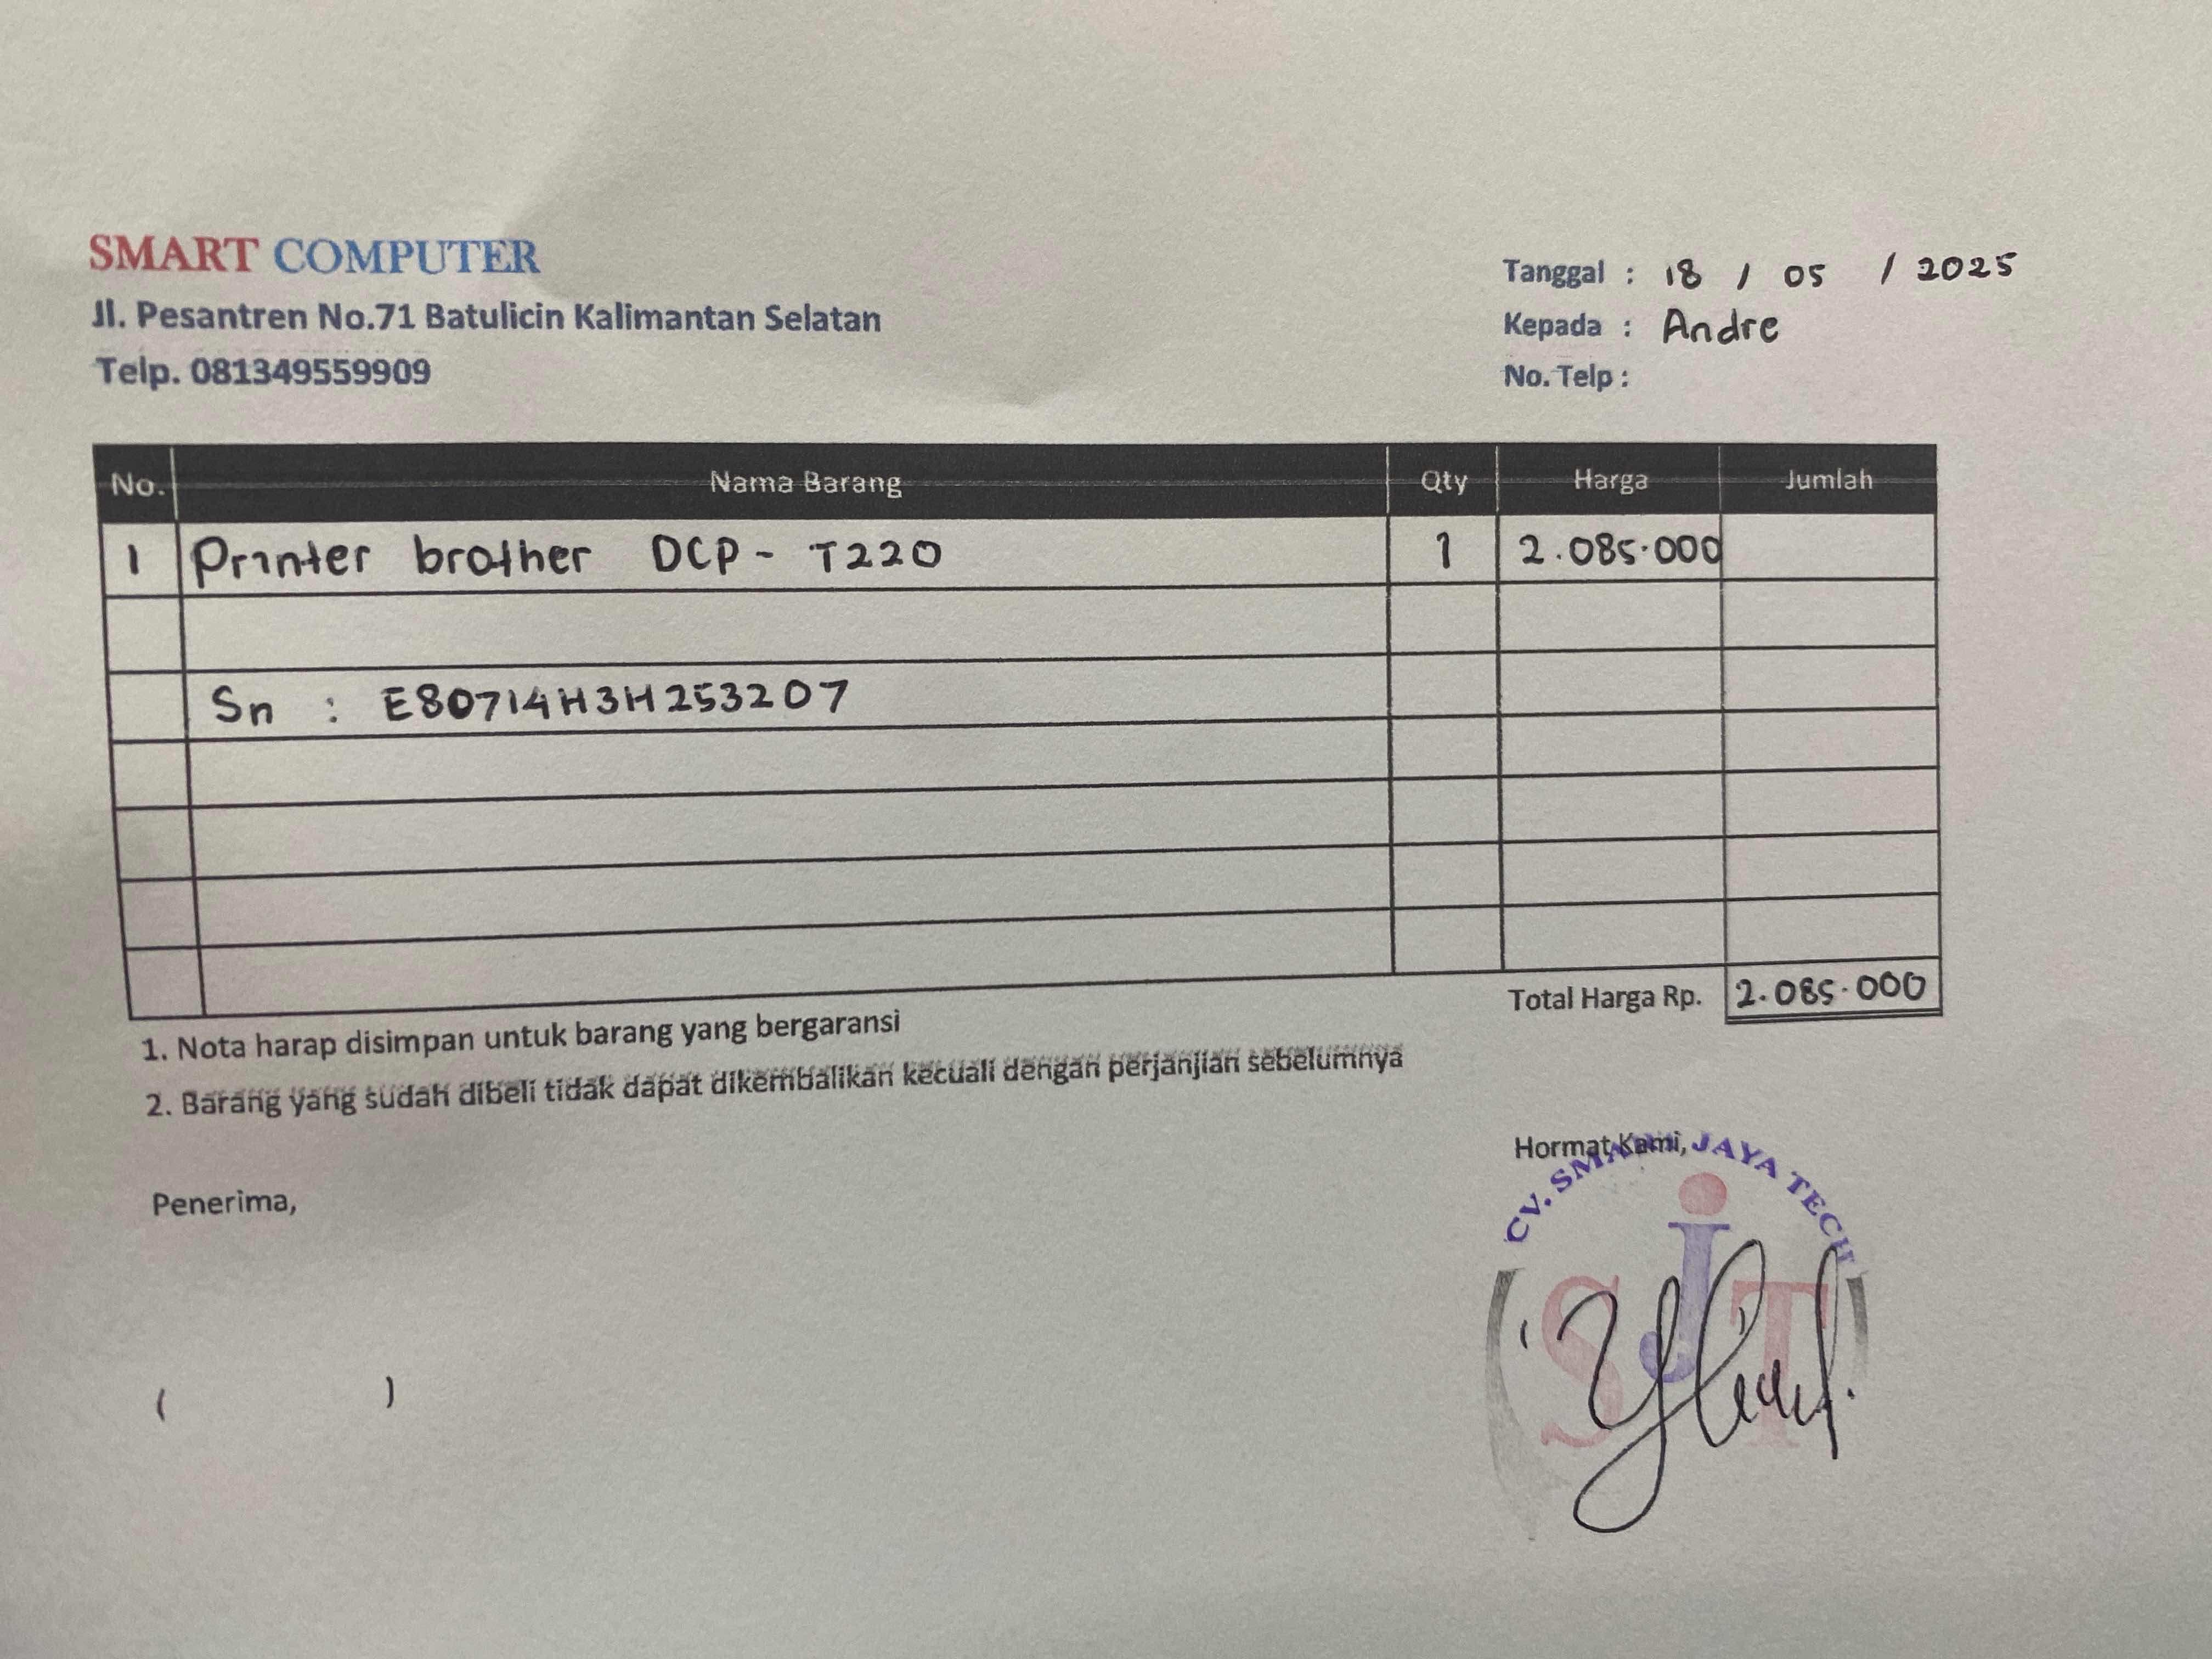 SMART COMPUTER
Jl. Pesantren No.71 Batulicin Kalimantan Selatan
Telp. 081349559909
Tanggal : 18 / 05 / 2025
Kepada : Andre
No. Telp :
No. Nama Barang Qty Harga Jumlah
1 Printer brother DCP - T220 1 2.085.000
Sn : E80714H3H253207
Total Harga Rp. 2.085.000
1. Nota harap disimpan untuk barang yang bergaransi
2. Barang yang sudah dibeli tidak dapat dikembalikan kecuali dengan perjanjian sebelumnya
Penerima,
( )
Hormat Kami,
CV. SMART JAYA TECH
SJT